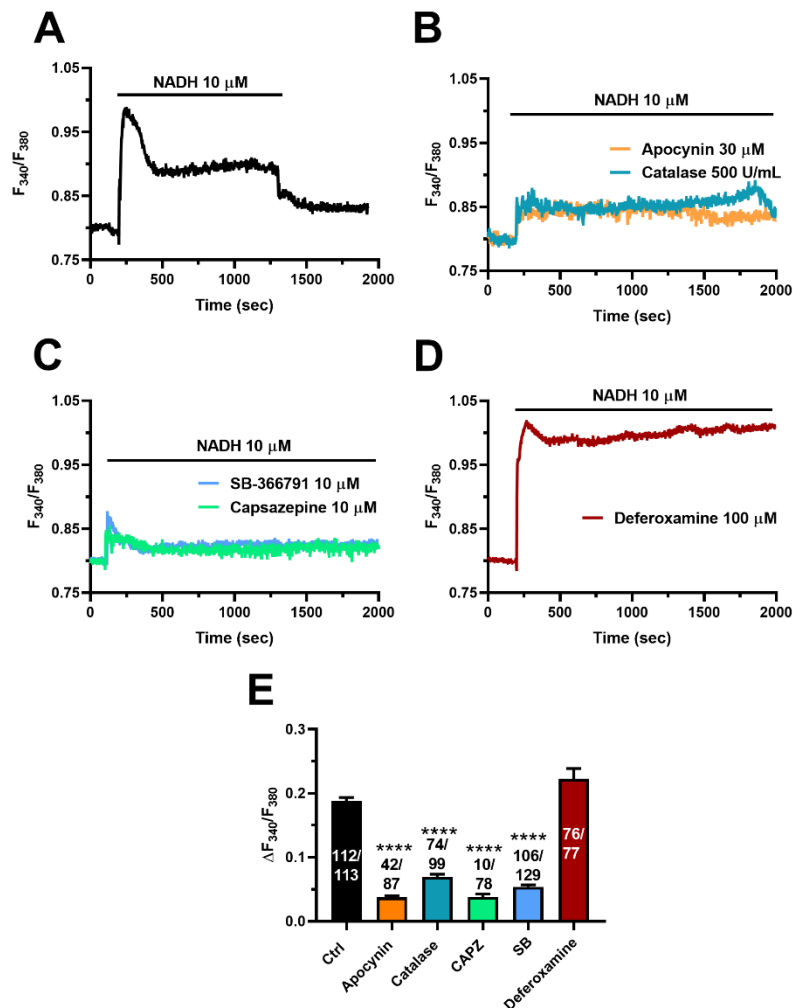 A
NADH 10 µM
F340/F380
1.05
0.95
0.85
0.75
0
500
1000
1500
2000
Time (sec)
B
NADH 10 µM
Apocynin 30 µM
Catalase 500 U/mL
F340/F380
1.05
0.95
0.85
0.75
0
500
1000
1500
2000
Time (sec)
C
NADH 10 µM
SB-366791 10 µM
Capsazepine 10 µM
F340/F380
1.05
0.95
0.85
0.75
0
500
1000
1500
2000
Time (sec)
D
NADH 10 µM
Deferoxamine 100 µM
F340/F380
1.05
0.95
0.85
0.75
0
500
1000
1500
2000
Time (sec)
E
ΔF340/F380
0.3
0.2
0.1
0.0
112/
113
****
42/
87
****
74/
99
****
10/
78
****
106/
129
76/
77
Ctrl
Apocynin
Catalase
CAPZ
SB
Deferoxamine